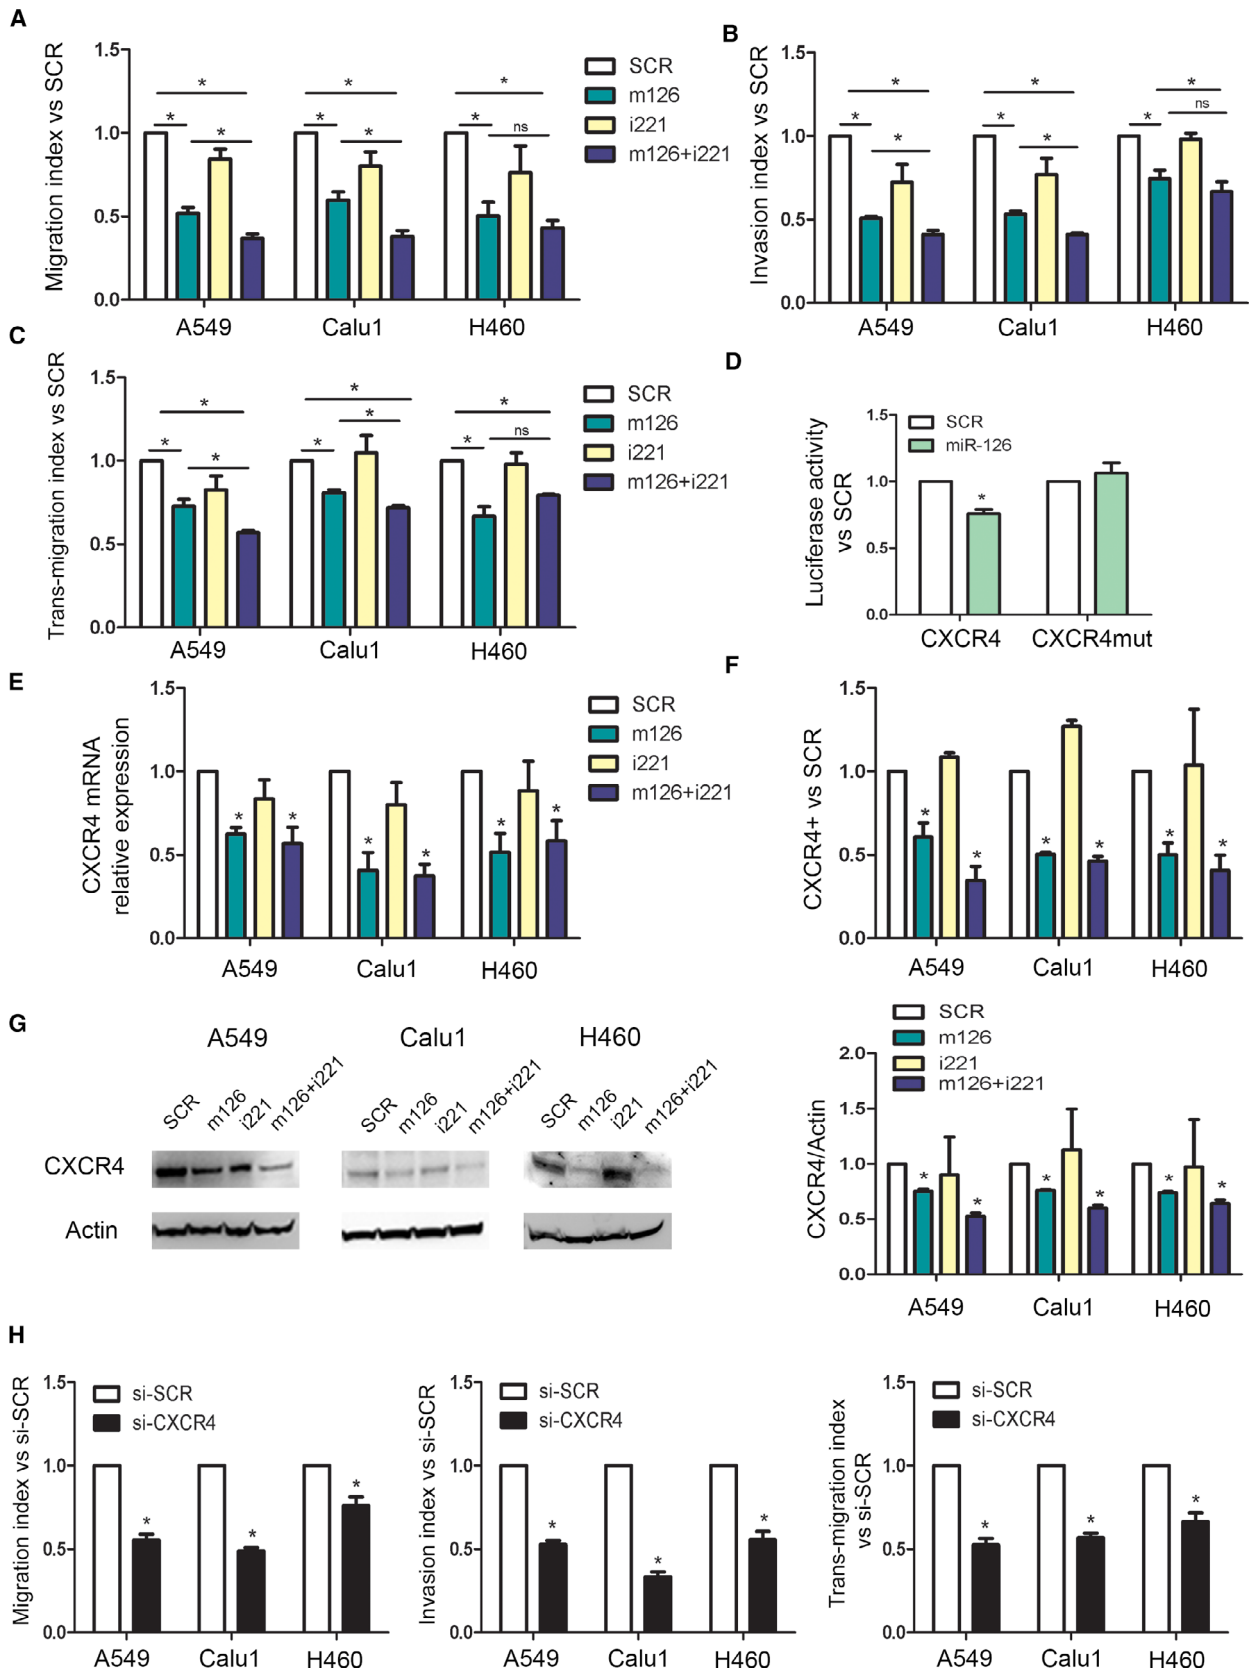 A
Migration index vs SCR
1.5
1.0
0.5
0.0
* * *
* * *
* * ns
A549 Calu1 H460
SCR
m126
i221
m126+i221
B
Invasion index vs SCR
1.5
1.0
0.5
0.0
* * *
* * *
* * ns
A549 Calu1 H460
C
Trans-migration index vs SCR
1.5
1.0
0.5
0.0
* * *
* * *
* * ns
A549 Calu1 H460
SCR
m126
i221
m126+i221
D
Luciferase activity
vs SCR
1.5
1.0
0.5
0.0
SCR
miR-126
*
CXCR4 CXCR4mut
E
CXCR4 mRNA
relative expression
1.5
1.0
0.5
0.0
* * * * * *
A549 Calu1 H460
SCR
m126
i221
m126+i221
F
CXCR4+ vs SCR
1.5
1.0
0.5
0.0
* * * * * *
A549 Calu1 H460
G
A549 Calu1 H460
SCR m126 i221 m126+i221
SCR m126 i221 m126+i221
SCR m126 i221 m126+i221
CXCR4
Actin
SCR
m126
i221
m126+i221
CXCR4/Actin
2.0
1.5
1.0
0.5
0.0
* * * * * *
A549 Calu1 H460
H
Migration index vs si-SCR
1.5
1.0
0.5
0.0
si-SCR
si-CXCR4
* * *
A549 Calu1 H460
Invasion index vs si-SCR
1.5
1.0
0.5
0.0
si-SCR
si-CXCR4
* * *
A549 Calu1 H460
Trans-migration index
vs si-SCR
1.5
1.0
0.5
0.0
si-SCR
si-CXCR4
* * *
A549 Calu1 H460